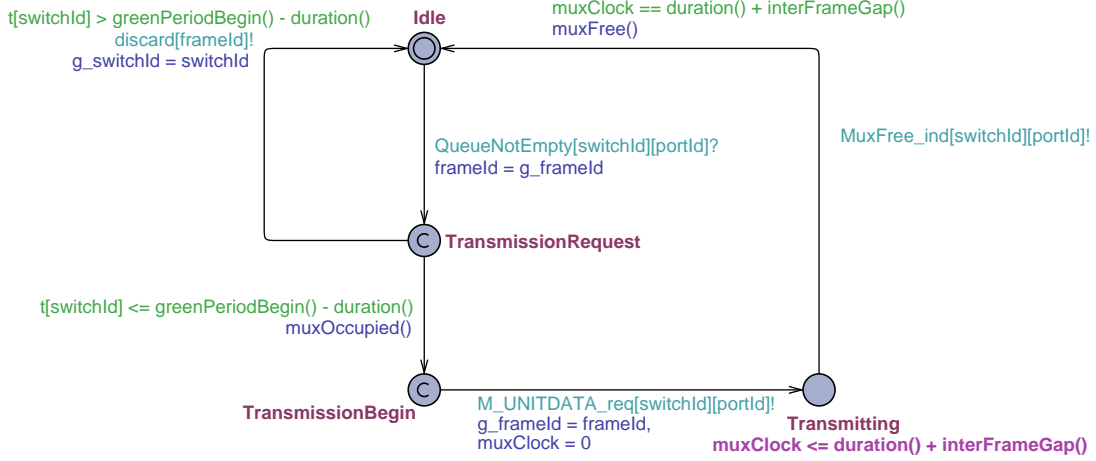 t[switchId] > greenPeriodBegin() - duration()
discard[frameId]!
g_switchId = switchId
Idle
muxClock == duration() + interFrameGap()
muxFree()
QueueNotEmpty[switchId][portId]?
frameId = g_frameId
MuxFree_ind[switchId][portId]!
C
TransmissionRequest
t[switchId] <= greenPeriodBegin() - duration()
muxOccupied()
C
TransmissionBegin
M_UNITDATA_req[switchId][portId]!
g_frameId = frameId,
muxClock = 0
Transmitting
muxClock <= duration() + interFrameGap()